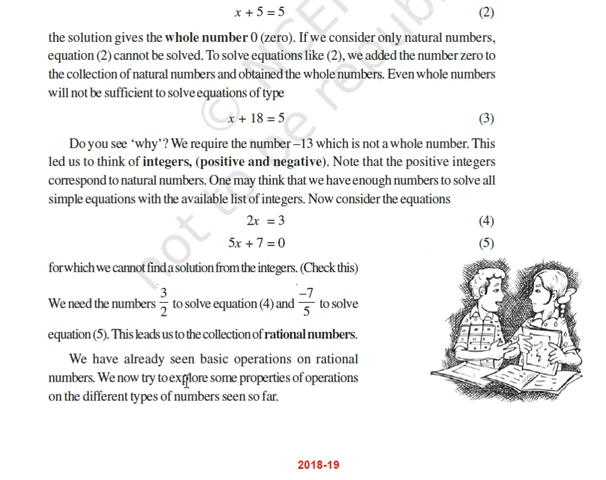 x + 5 = 5 (2)
the solution gives the whole number 0 (zero). If we consider only natural numbers,
equation (2) cannot be solved. To solve equations like (2), we added the number zero to
the collection of natural numbers and obtained the whole numbers. Even whole numbers
will not be sufficient to solve equations of type
x + 18 = 5 (3)
Do you see ‘why’? We require the number –13 which is not a whole number. This
led us to think of integers, (positive and negative). Note that the positive integers
correspond to natural numbers. One may think that we have enough numbers to solve all
simple equations with the available list of integers. Now consider the equations
2x = 3 (4)
5x + 7 = 0 (5)
for which we cannot find a solution from the integers. (Check this)
We need the numbers 3/2 to solve equation (4) and –7/5 to solve
equation (5). This leads us to the collection of rational numbers.
We have already seen basic operations on rational
numbers. We now try to explore some properties of operations
on the different types of numbers seen so far.
2018-19
© NCE
not to be republi